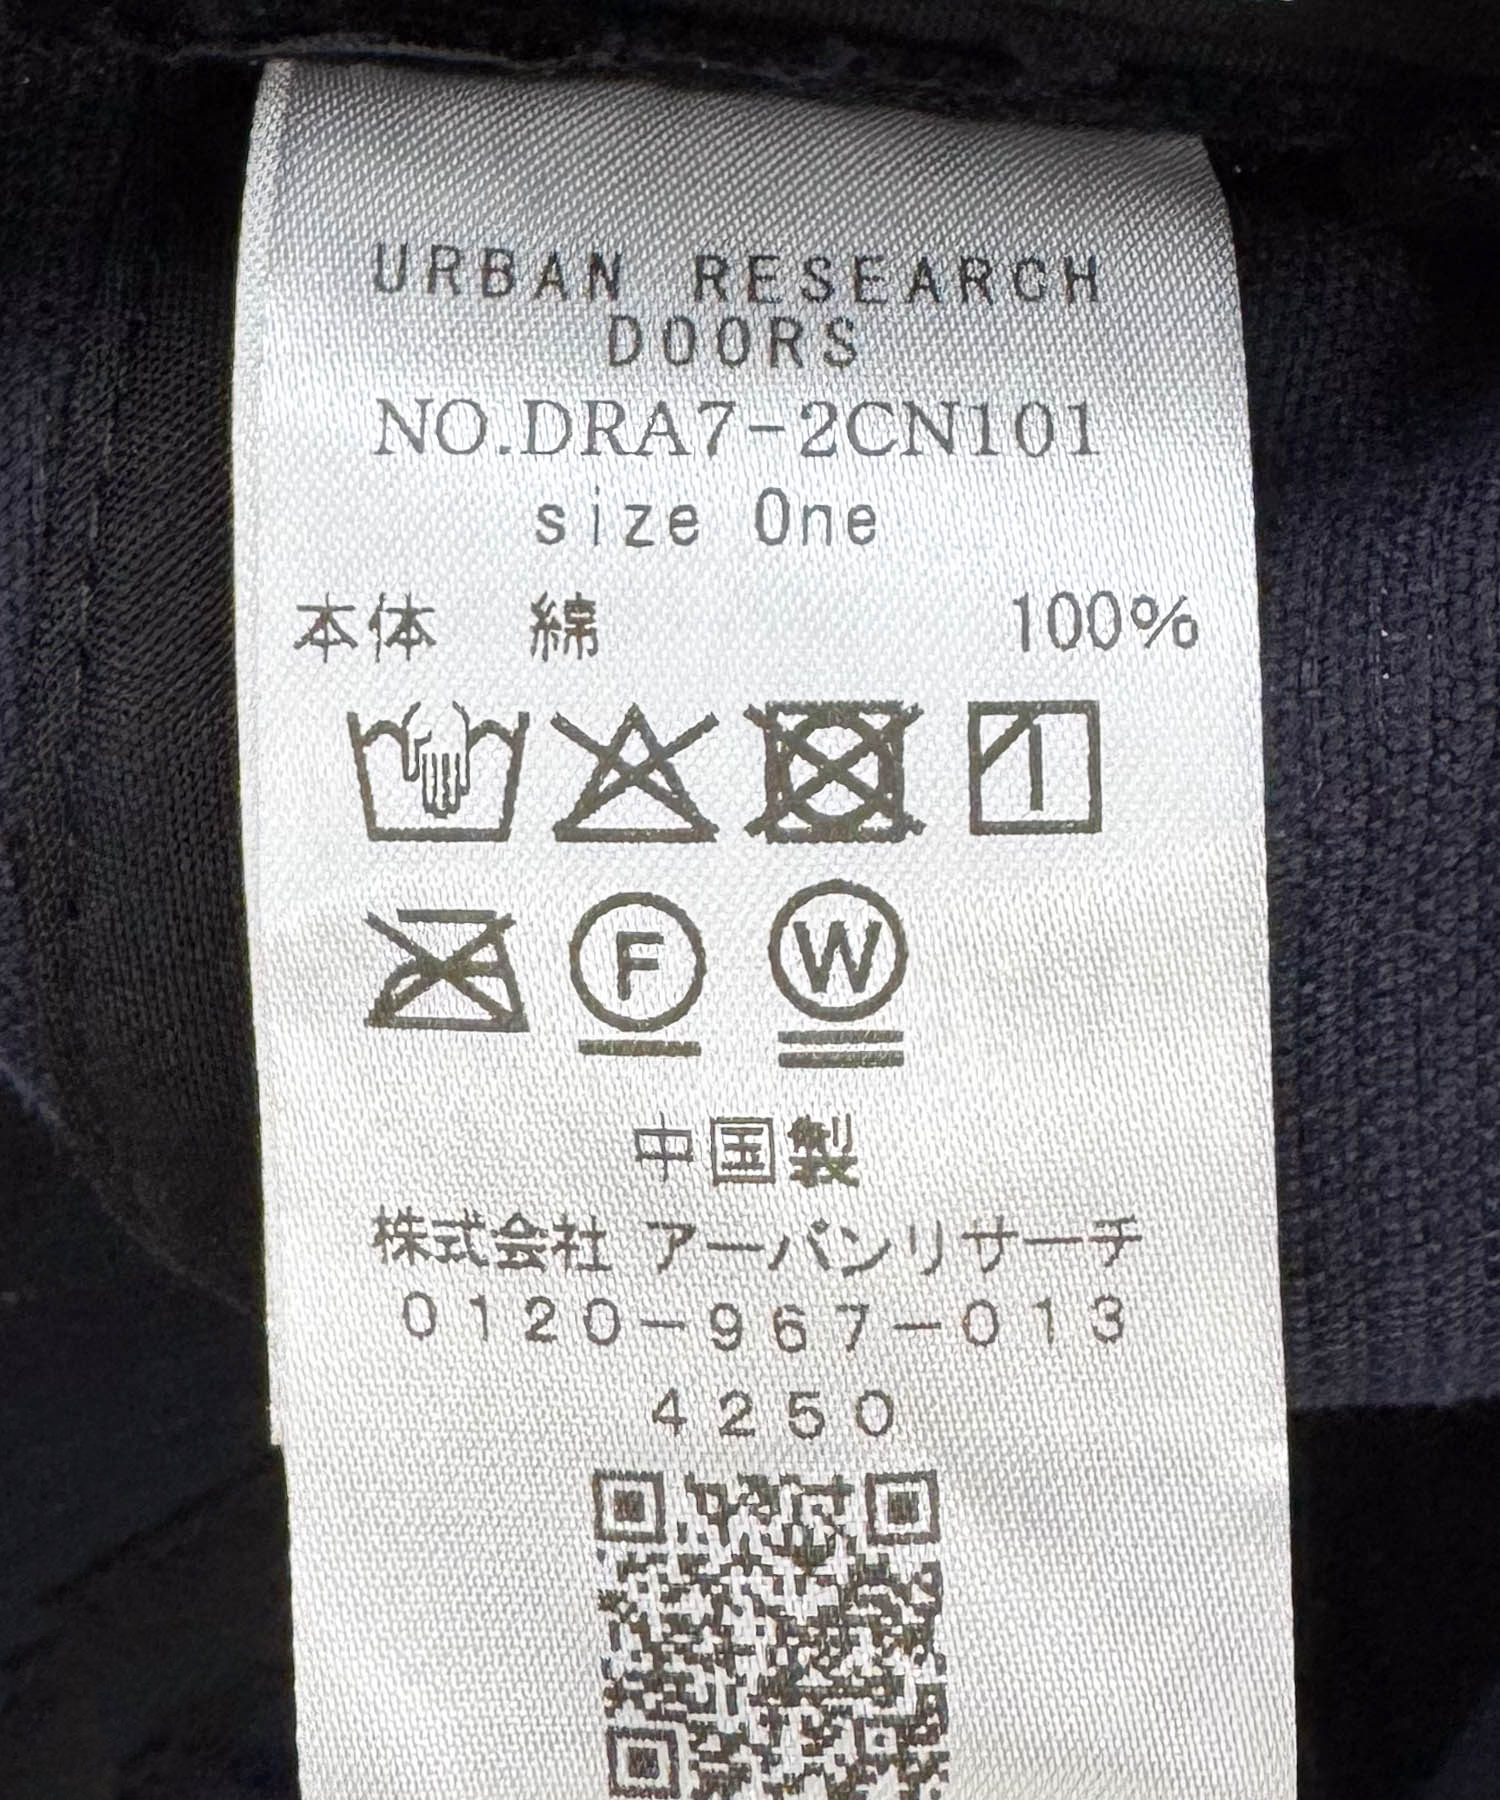 URBAN RESEARCH
DOORS
NO.DRA7-2CN101
size One
本体 綿 100%
F W
中国製
株式会社 アーバンリサーチ
0120-967-013
4250